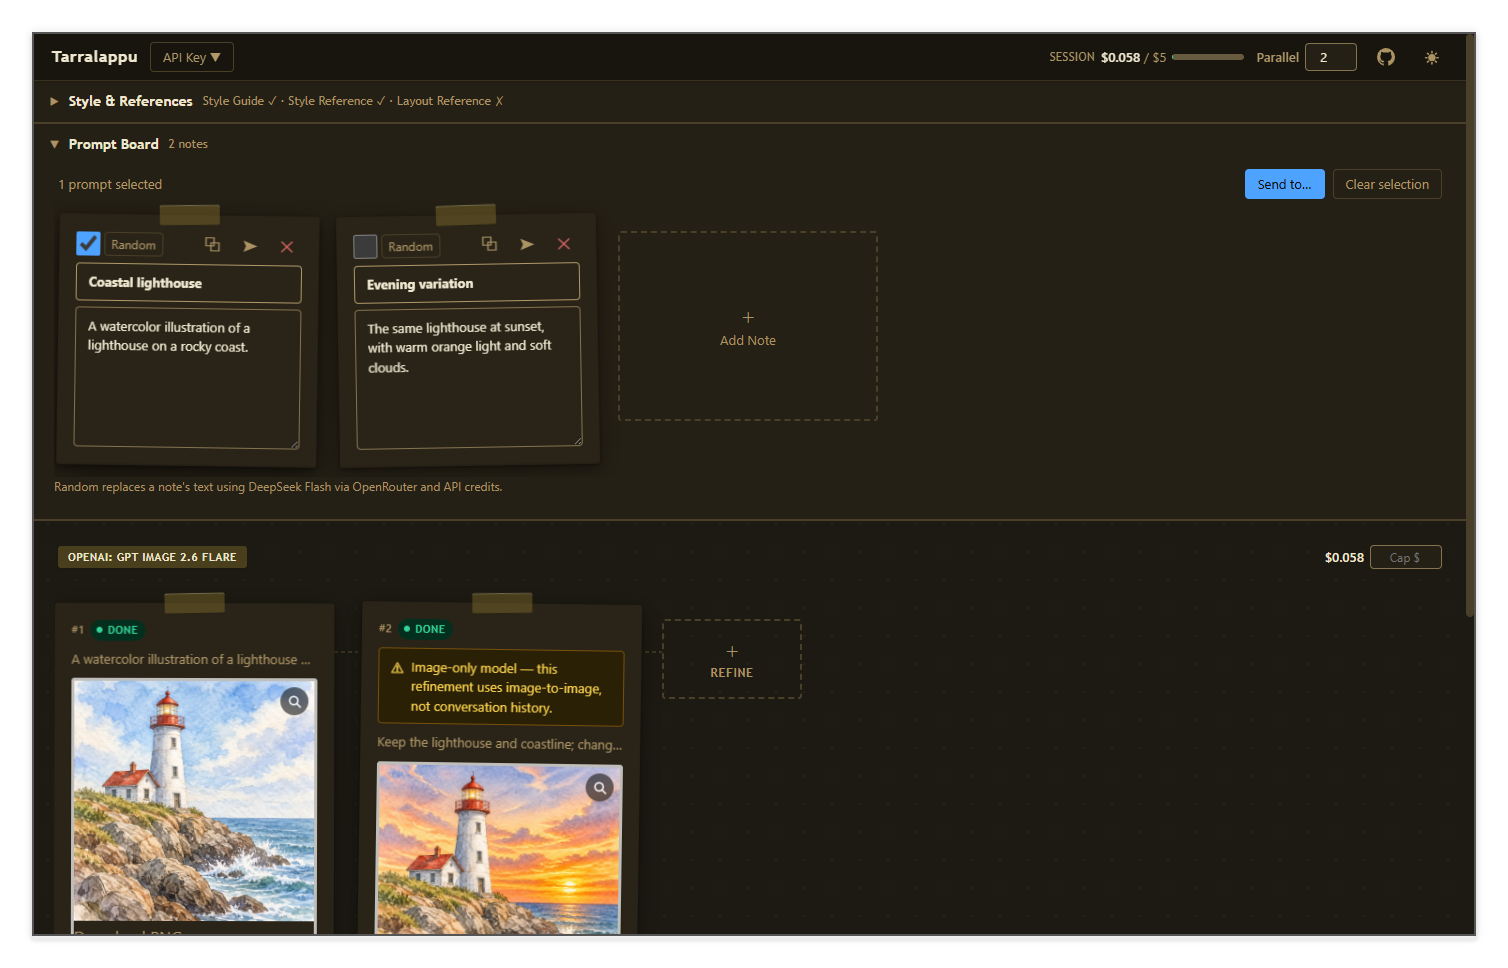 Tarralappu API Key ▼ SESSION $0.058 / $5 Parallel 2
▶ Style & References Style Guide ✓ · Style Reference ✓ · Layout Reference ✗
▼ Prompt Board 2 notes
1 prompt selected Send to... Clear selection
Random
Coastal lighthouse
A watercolor illustration of a
lighthouse on a rocky coast.
Random
Evening variation
The same lighthouse at sunset,
with warm orange light and soft
clouds.
+
Add Note
Random replaces a note's text using DeepSeek Flash via OpenRouter and API credits.
OPENAI: GPT IMAGE 2.6 FLARE $0.058 Cap $
#1 DONE
A watercolor illustration of a lighthouse ...
#2 DONE
⚠ Image-only model — this
refinement uses image-to-image,
not conversation history.
Keep the lighthouse and coastline; chang...
+
REFINE